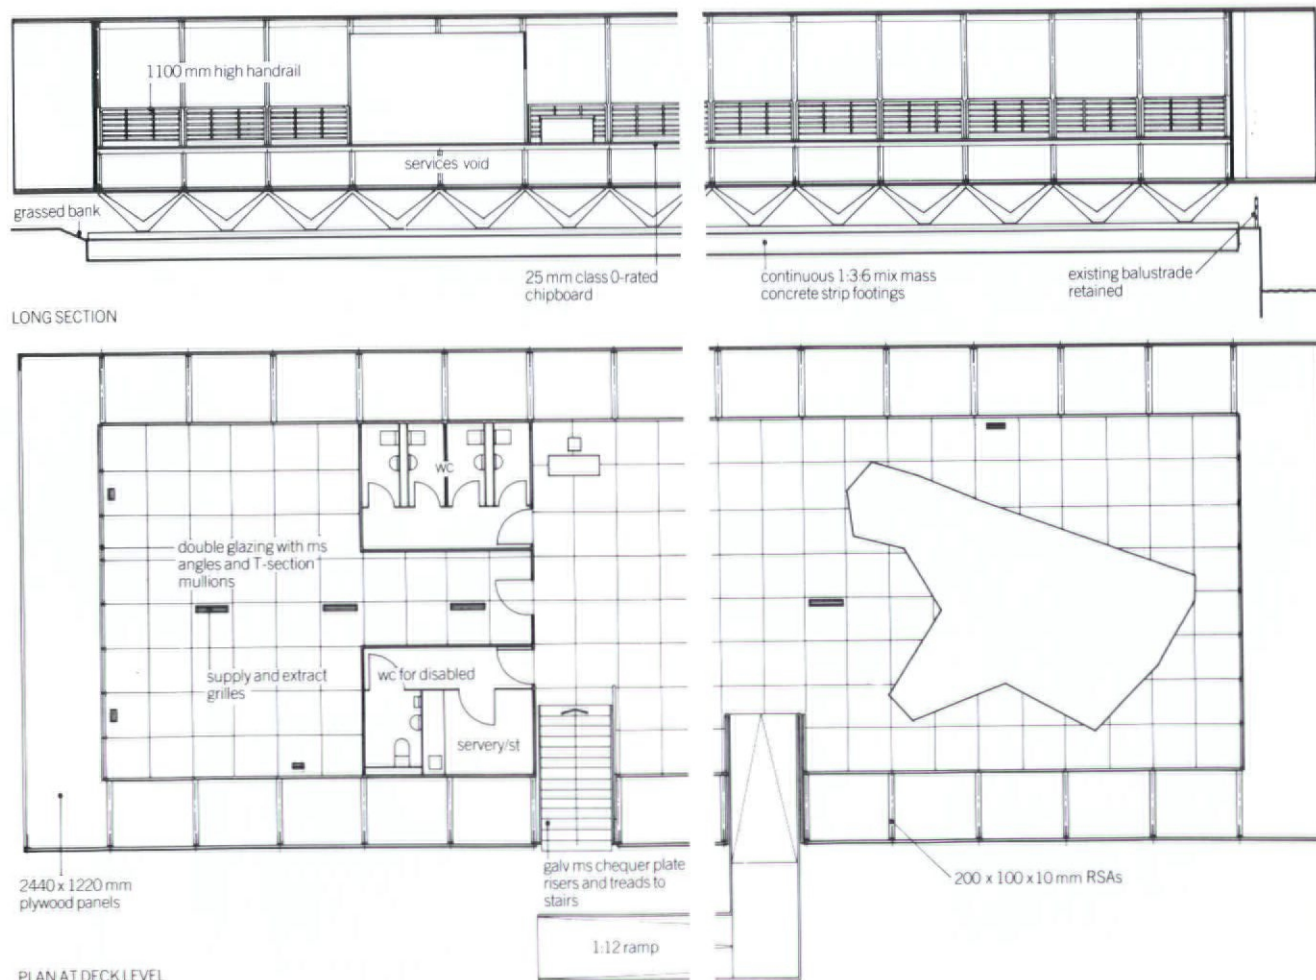 1100 mm high handrail
services void
grassed bank
25 mm class 0-rated
chipboard
continuous 1:3:6 mix mass
concrete strip footings
existing balustrade
retained
LONG SECTION
wc
double glazing with ms
angles and T-section
mullions
supply and extract
grilles
wc for disabled
servery/st
2440 x 1220 mm
plywood panels
galv ms chequer plate
risers and treads to
stairs
200 x 100 x 10 mm RSAs
1:12 ramp
PLAN AT DECK LEVEL